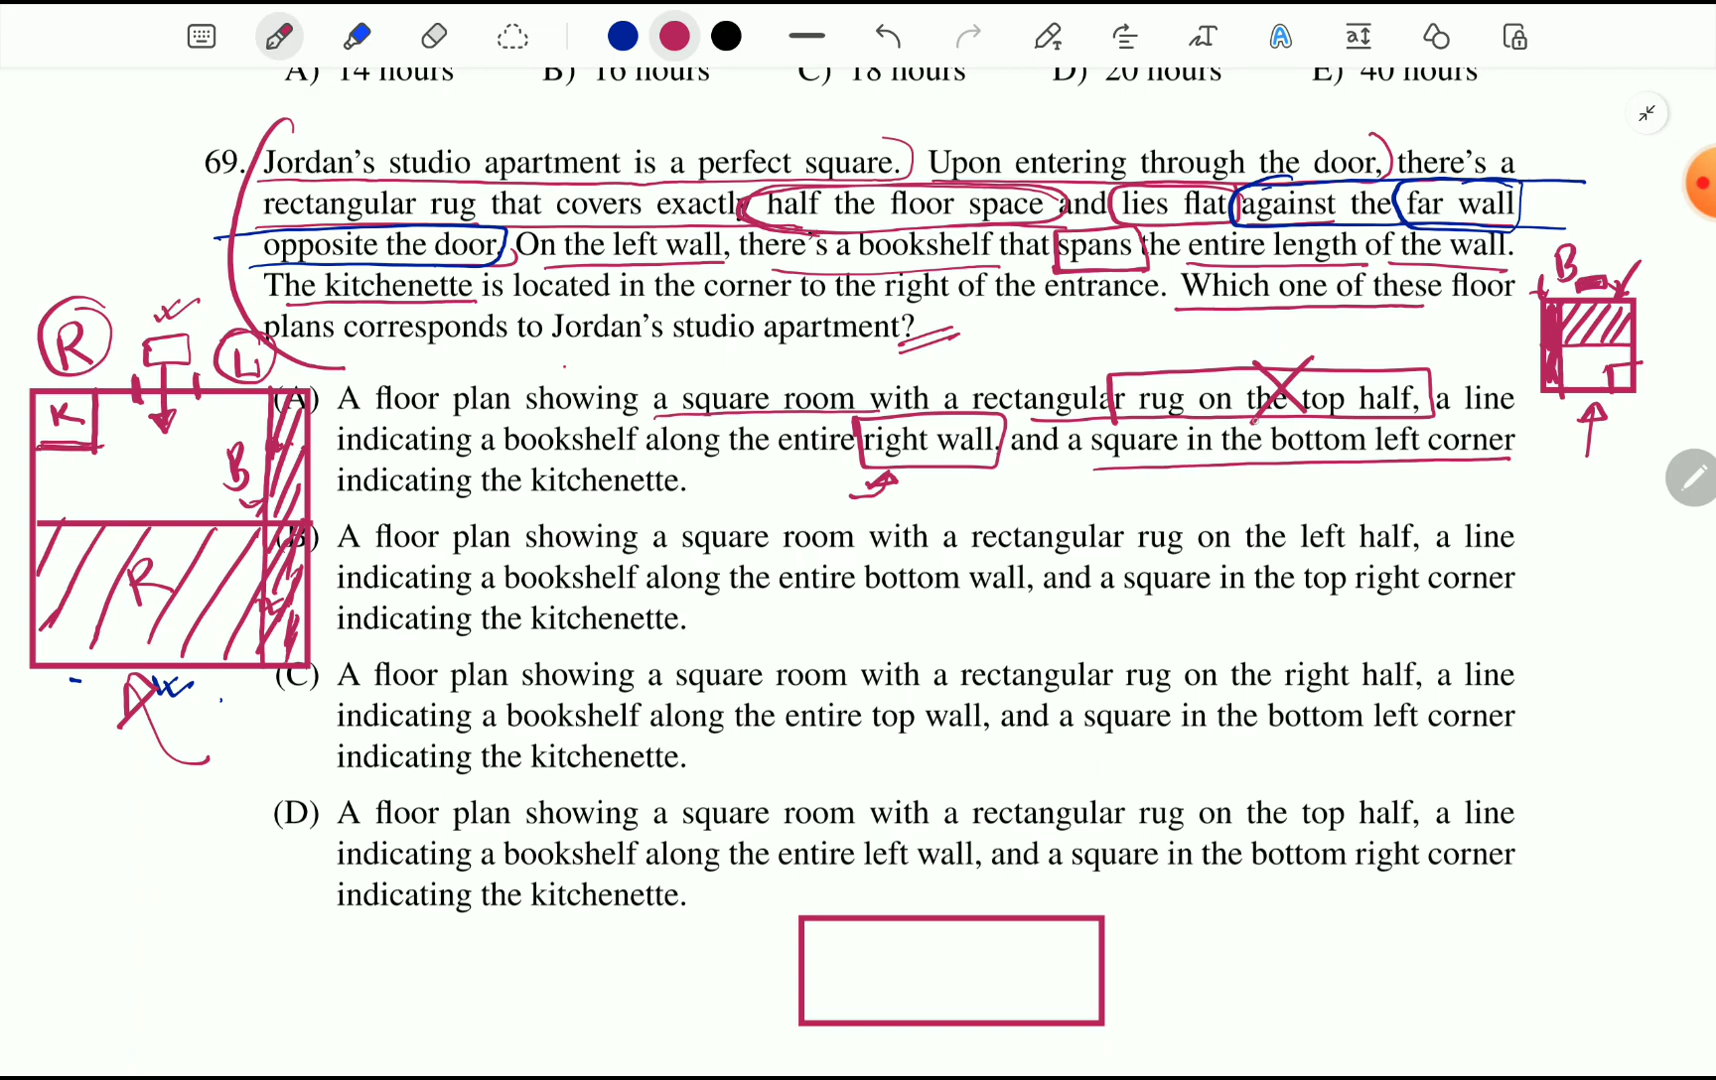 A) 14 hours B) 16 hours C) 18 hours D) 20 hours E) 40 hours
69. Jordan's studio apartment is a perfect square. Upon entering through the door, there's a
rectangular rug that covers exactly half the floor space and lies flat against the far wall
opposite the door. On the left wall, there's a bookshelf that spans the entire length of the wall.
The kitchenette is located in the corner to the right of the entrance. Which one of these floor
plans corresponds to Jordan's studio apartment?
(A) A floor plan showing a square room with a rectangular rug on the top half, a line
indicating a bookshelf along the entire right wall, and a square in the bottom left corner
indicating the kitchenette.
(B) A floor plan showing a square room with a rectangular rug on the left half, a line
indicating a bookshelf along the entire bottom wall, and a square in the top right corner
indicating the kitchenette.
(C) A floor plan showing a square room with a rectangular rug on the right half, a line
indicating a bookshelf along the entire top wall, and a square in the bottom left corner
indicating the kitchenette.
(D) A floor plan showing a square room with a rectangular rug on the top half, a line
indicating a bookshelf along the entire left wall, and a square in the bottom right corner
indicating the kitchenette.
R
L
K
B
R
B